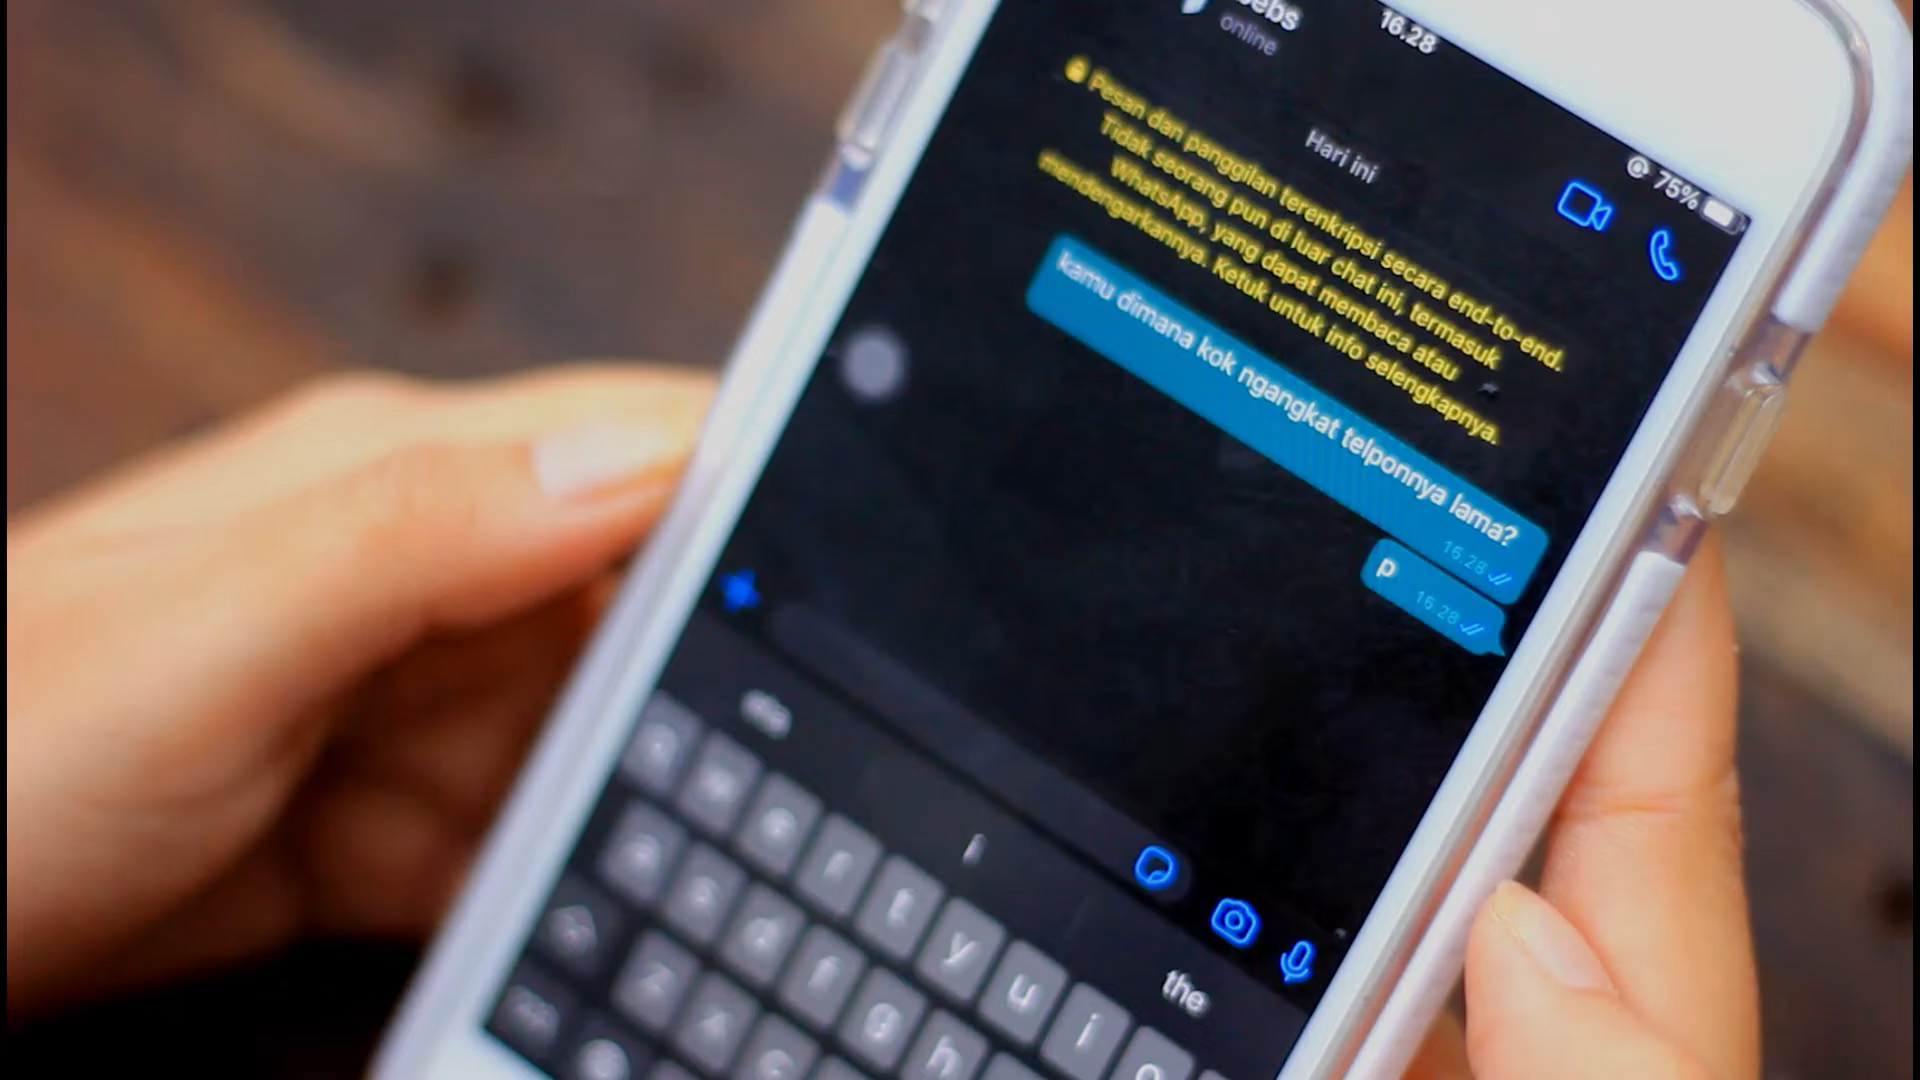 16.28
75%
online
Hari ini
Pesan dan panggilan terenkripsi secara end-to-end.
Tidak seorang pun di luar chat ini, termasuk
WhatsApp, yang dapat membaca atau
mendengarkannya. Ketuk untuk info selengkapnya.
kamu dimana kok ngangkat telponnya lama?
16.28
p
16.28
i
the
y u i
g h